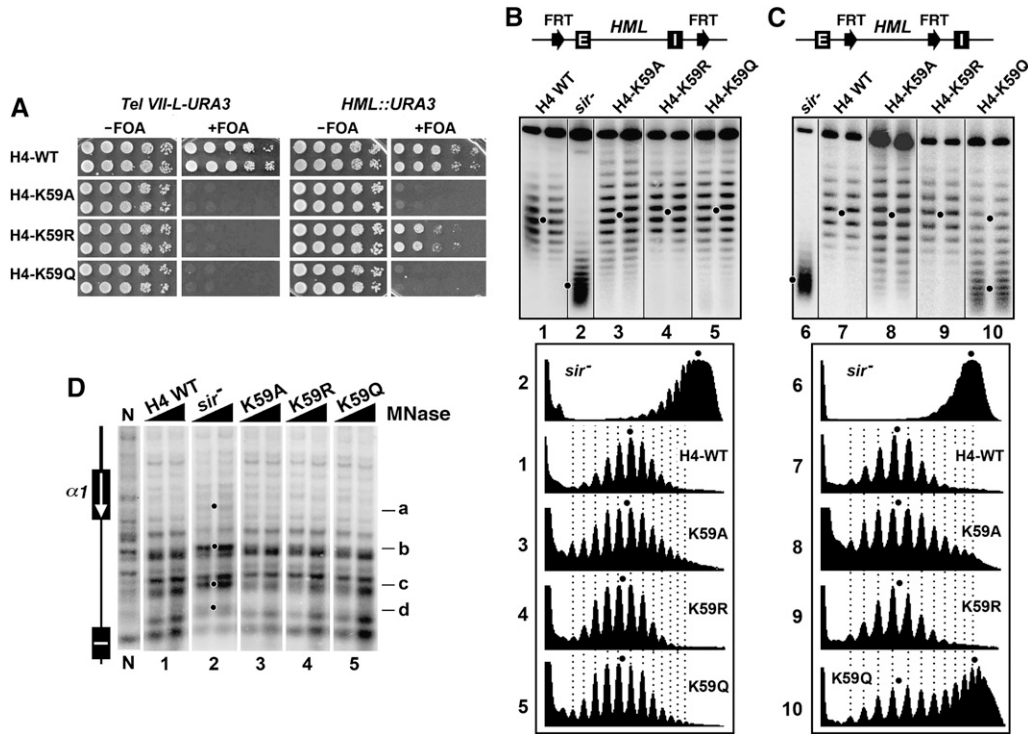 A
Tel VII-L-URA3
HML::URA3
−FOA
+FOA
−FOA
+FOA
H4-WT
H4-K59A
H4-K59R
H4-K59Q
B
FRT
HML
FRT
E
I
H4 WT
sir-
H4-K59A
H4-K59R
H4-K59Q
1
2
3
4
5
2
sir-
1
H4-WT
3
K59A
4
K59R
5
K59Q
C
FRT
HML
FRT
E
I
sir-
H4 WT
H4-K59A
H4-K59R
H4-K59Q
6
7
8
9
10
6
sir-
7
H4-WT
8
K59A
9
K59R
10
K59Q
D
N
H4 WT
sir-
K59A
K59R
K59Q
MNase
α1
a
b
c
d
I
N
1
2
3
4
5